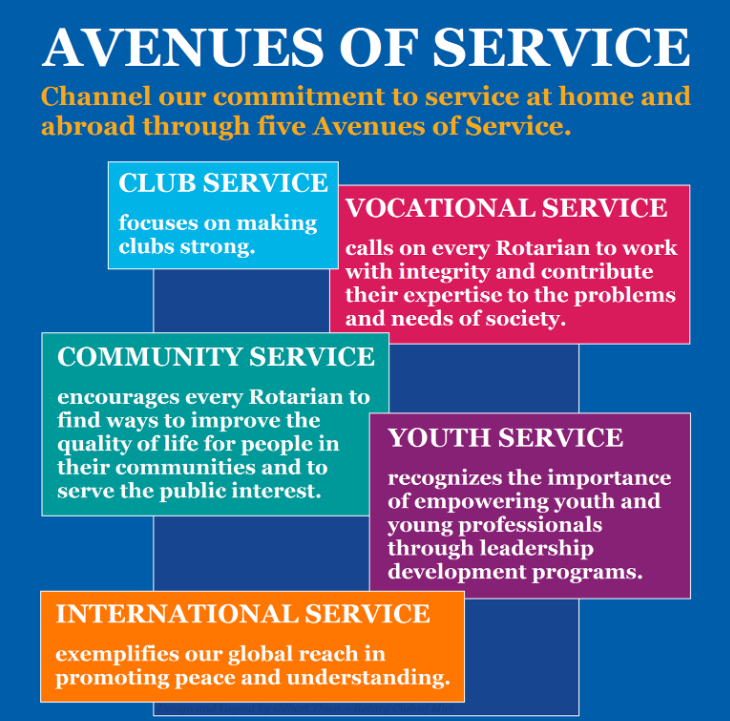 AVENUES OF SERVICE
Channel our commitment to service at home and
abroad through five Avenues of Service.
CLUB SERVICE
focuses on making
clubs strong.
VOCATIONAL SERVICE
calls on every Rotarian to work
with integrity and contribute
their expertise to the problems
and needs of society.
COMMUNITY SERVICE
encourages every Rotarian to
find ways to improve the
quality of life for people in
their communities and to
serve the public interest.
YOUTH SERVICE
recognizes the importance
of empowering youth and
young professionals
through leadership
development programs.
INTERNATIONAL SERVICE
exemplifies our global reach in
promoting peace and understanding.